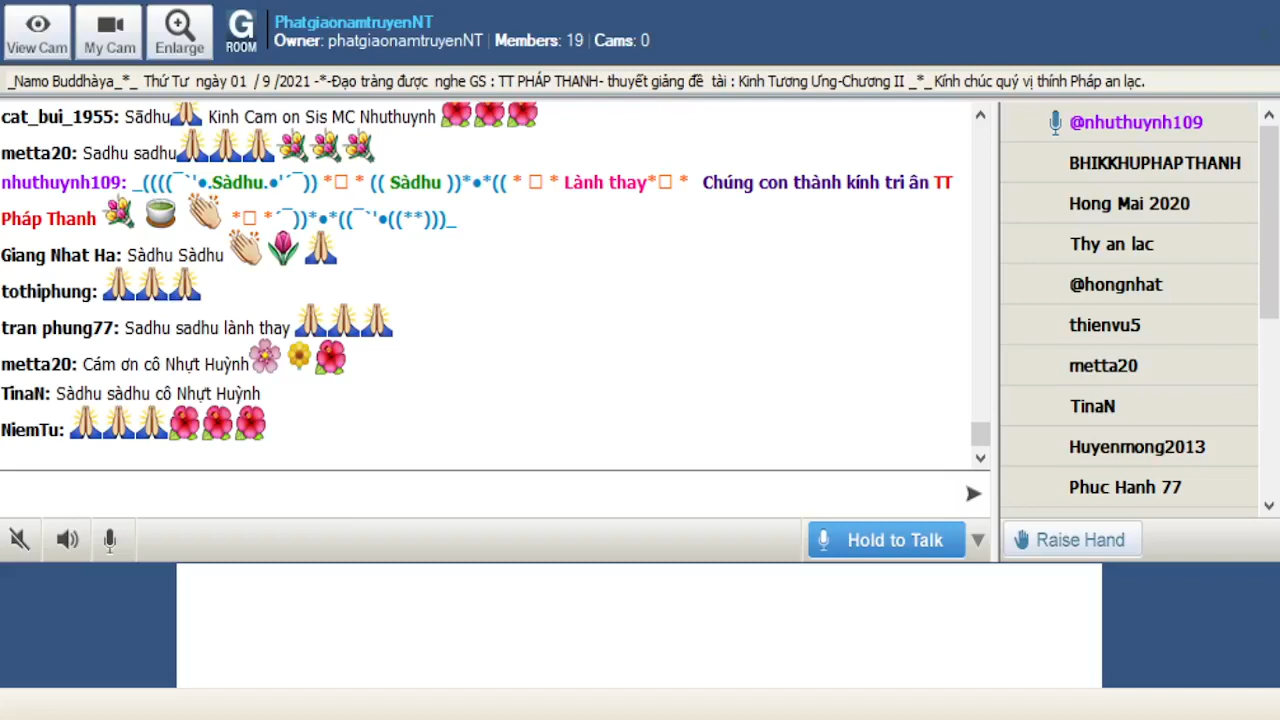 View Cam
My Cam
Enlarge
G
ROOM
PhatgiaonamtruyenNT
Owner: phatgiaonamtruyenNT | Members: 19 | Cams: 0
_Namo Buddhàya_*_ Thứ Tư ngày 01 / 9 /2021 -*-Đạo tràng được nghe GS : TT PHÁP THANH- thuyết giảng đề tài : Kinh Tương Ưng-Chương II _*_Kính chúc quý vị thính Pháp an lạc.
cat_bui_1955: Sãdhu🙏 Kinh Cam on Sis MC Nhuthuynh 🌺🌺🌺
metta20: Sadhu sadhu🙏🙏🙏💐💐💐
nhuthuynh109: _((((¯`'●.Sàdhu.●'´¯)) *□ * (( Sàdhu ))*●*(( * □ * Lành thay*□ * Chúng con thành kính tri ân TT
Pháp Thanh 💐 🍵 👏 *□ *´¯))*●*((¯`'●((**)))_
Giang Nhat Ha: Sàdhu Sàdhu 👏🌷🙏
tothiphung: 🙏🙏🙏
tran phung77: Sadhu sadhu lành thay 🙏🙏🙏
metta20: Cám ơn cô Nhựt Huỳnh🌸🌼🌺
TinaN: Sàdhu sàdhu cô Nhựt Huỳnh
NiemTu: 🙏🙏🙏🌺🌺🌺
@nhuthuynh109
BHIKKHUPHAPTHANH
Hong Mai 2020
Thy an lac
@hongnhat
thienvu5
metta20
TinaN
Huyenmong2013
Phuc Hanh 77
Hold to Talk
Raise Hand